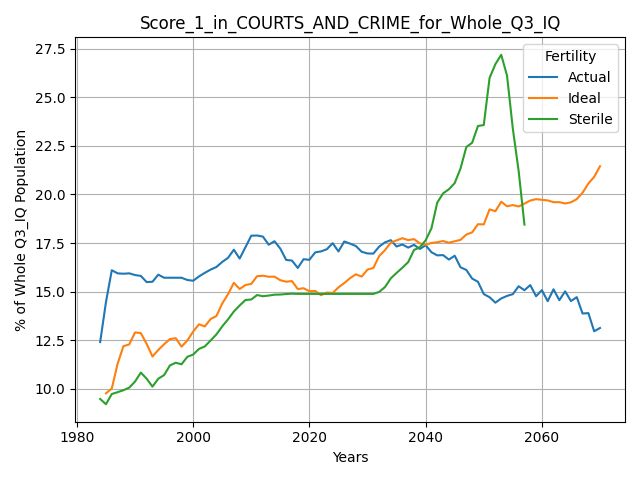 Score_1_in_COURTS_AND_CRIME_for_Whole_Q3_IQ
Fertility
Actual
Ideal
Sterile
% of Whole Q3_IQ Population
27.5
25.0
22.5
20.0
17.5
15.0
12.5
10.0
1980
2000
2020
2040
2060
Years